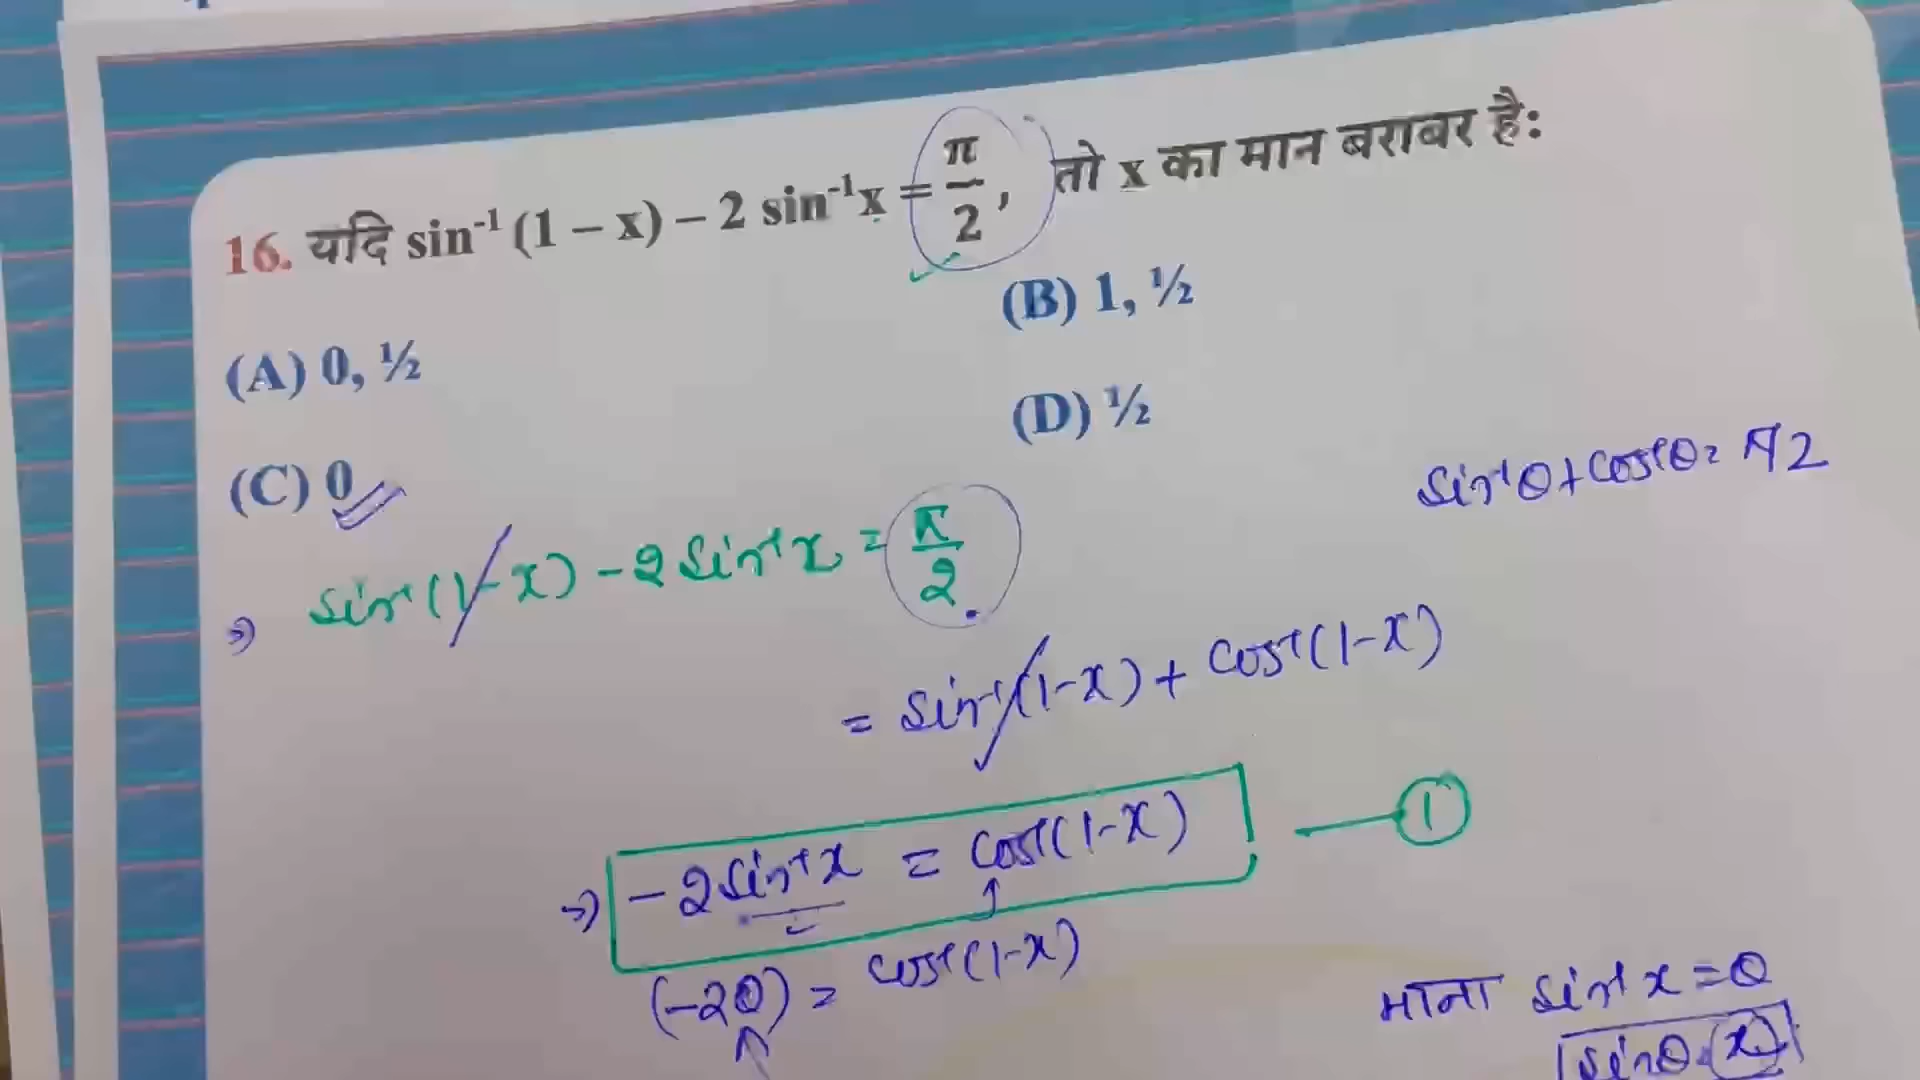 16. यदि sin⁻¹ (1 – x) – 2 sin⁻¹x = π/2, तो x का मान बराबर है:
(A) 0, ½
(B) 1, ½
(C) 0
(D) ½
sin⁻¹θ + cos⁻¹θ = π/2
⇒ sin⁻¹(1-x) - 2 sin⁻¹x = π/2
= sin⁻¹(1-x) + cos⁻¹(1-x)
⇒ -2 sin⁻¹x = cos⁻¹(1-x) — 1
(-2θ) = cos⁻¹(1-x)
माना sin⁻¹x = θ
sinθ = x